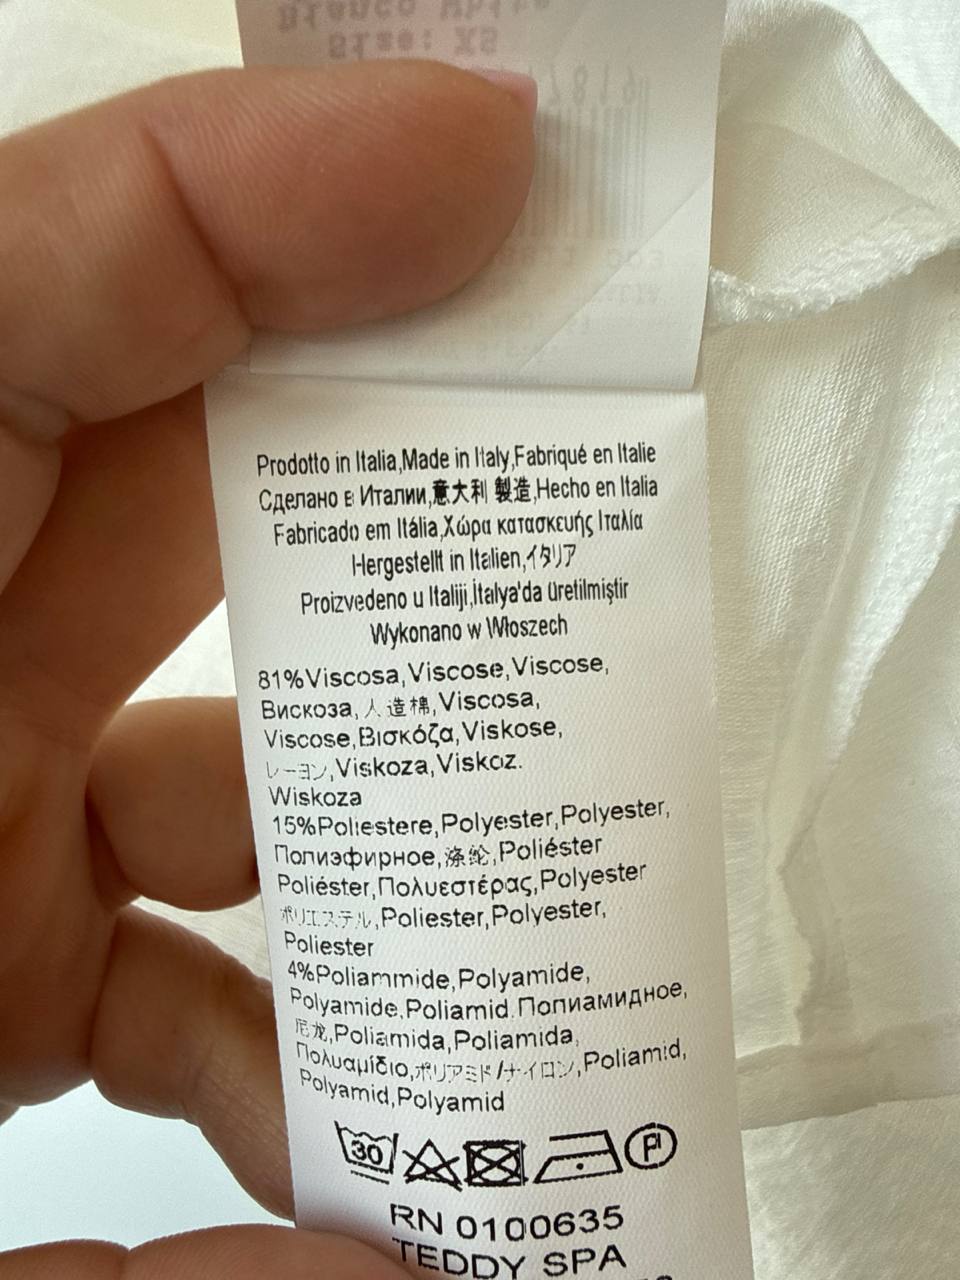 Bianco White
Size: XS
Prodotto in Italia,Made in Italy,Fabriqué en Italie
Сделано в Италии,意大利 製造,Hecho en Italia
Fabricado em Itália,Χώρα κατασκευής Ιταλία
Hergestellt in Italien,イタリア
Proizvedeno u Italiji,İtalya'da üretilmiştir
Wykonano w Włoszech
81%Viscosa,Viscose,Viscose,
Вискоза,人造棉,Viscosa,
Viscose,Βισκόζα,Viskose,
レーヨン,Viskoza,Viskoz.
Wiskoza
15%Poliestere,Polyester,Polyester,
Полиэфирное,涤纶,Poliéster
Poliéster,Πολυεστέρας,Polyester
ポリエステル,Poliester,Polyester,
Poliester
4%Poliammide,Polyamide,
Polyamide,Poliamid.Полиамидное,
尼龙,Poliamida,Poliamida,
Πολυαμίδιο,ポリアミド/ナイロン,Poliamid,
Polyamid,Polyamid
30 P
RN 0100635
TEDDY SPA